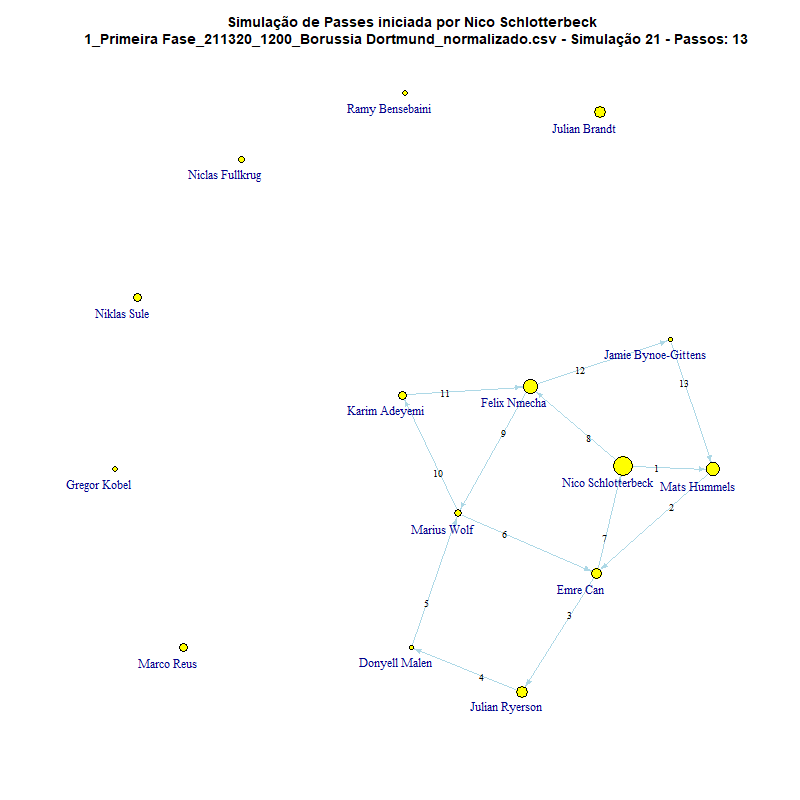 Simulação de Passes iniciada por Nico Schlotterbeck
1_Primeira Fase_211320_1200_Borussia Dortmund_normalizado.csv - Simulação 21 - Passos: 13
Ramy Bensebaini
Julian Brandt
Niclas Fullkrug
Niklas Sule
Jamie Bynoe-Gittens
12
13
11
Karim Adeyemi
Felix Nmecha
9
8
1
10
Nico Schlotterbeck
Mats Hummels
Gregor Kobel
2
Marius Wolf
6
7
Emre Can
5
3
Marco Reus
Donyell Malen
4
Julian Ryerson